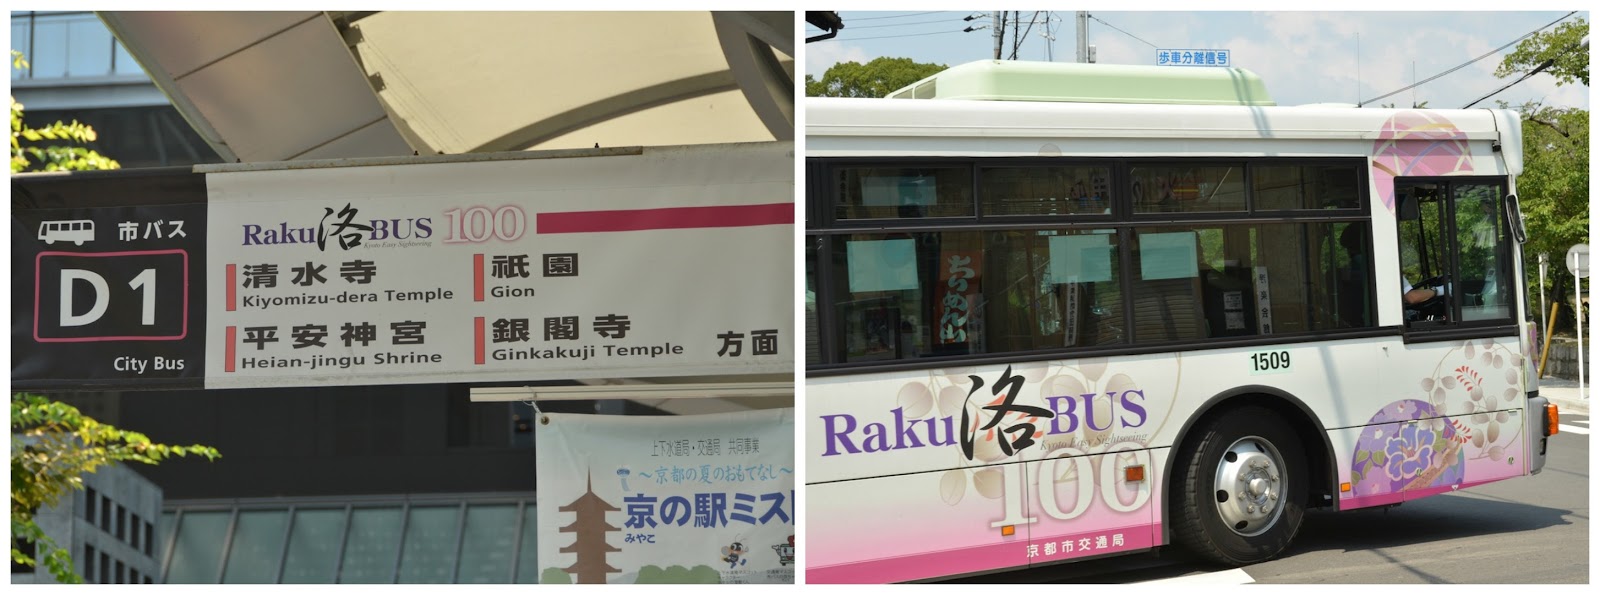 市バス
D1
City Bus
Raku洛BUS 100
Kyoto Easy Sightseeing
清水寺
Kiyomizu-dera Temple
祇園
Gion
平安神宮
Heian-jingu Shrine
銀閣寺
Ginkakuji Temple
方面
上下水道局・交通局 共同事業
～京都の夏のおもてなし～
京の駅ミスト
みやこ
歩車分離信号
1509
Raku洛BUS
Kyoto Easy Sightseeing
100
京都市交通局